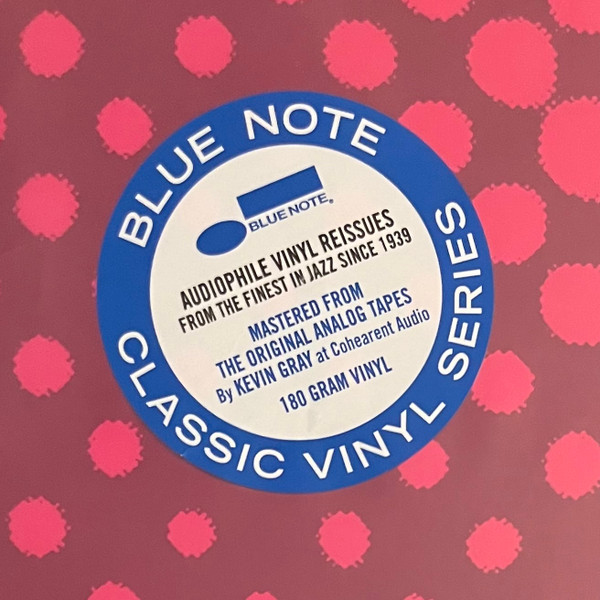 BLUE NOTE
BLUE NOTE®
AUDIOPHILE VINYL REISSUES
FROM THE FINEST IN JAZZ SINCE 1939
MASTERED FROM
THE ORIGINAL ANALOG TAPES
By KEVIN GRAY at Cohearent Audio
180 GRAM VINYL
CLASSIC VINYL SERIES